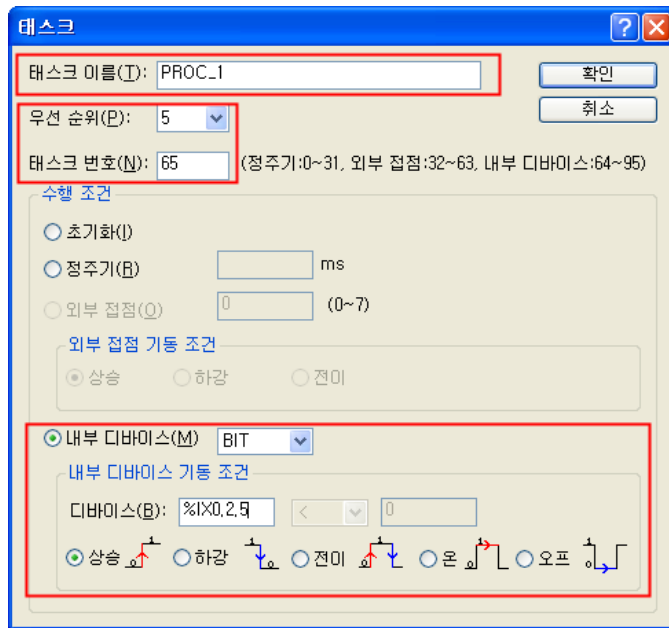 태스크
태스크 이름(T): PROC_1
확인
우선 순위(P): 5
취소
태스크 번호(N): 65 (정주기:0~31, 외부 접점:32~63, 내부 디바이스:64~95)
수행 조건
초기화(I)
정주기(R) ms
외부 접점(O) 0 (0~7)
외부 접점 기동 조건
상승 하강 전이
내부 디바이스(M) BIT
내부 디바이스 기동 조건
디바이스(B): %IX0.2.5 < 0
상승 하강 전이 온 오프